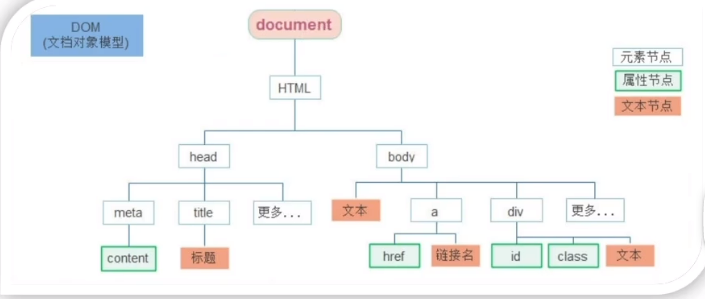 DOM
(文档对象模型)
document
元素节点
属性节点
文本节点
HTML
head
body
meta
title
更多...
文本
a
div
更多...
content
标题
href
链接名
id
class
文本